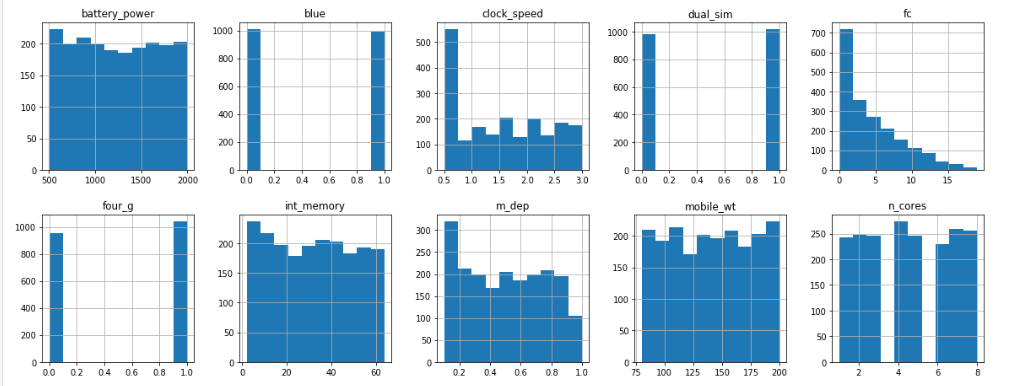 battery_power blue clock_speed dual_sim fc
200 1000 500 1000 700
150 800 400 800 600
100 600 300 600 500
50 400 200 400 400
0 200 100 200 300
0 0 0 200
100
0
500 1000 1500 2000 0.0 0.2 0.4 0.6 0.8 1.0 0.5 1.0 1.5 2.0 2.5 3.0 0.0 0.2 0.4 0.6 0.8 1.0 0 5 10 15
four_g int_memory m_dep mobile_wt n_cores
1000 200 300 200 250
800 150 250 150 200
600 100 200 100 150
400 50 150 50 100
200 0 100 0 50
0 50 0
0
0.0 0.2 0.4 0.6 0.8 1.0 0 20 40 60 0.2 0.4 0.6 0.8 1.0 75 100 125 150 175 200 2 4 6 8